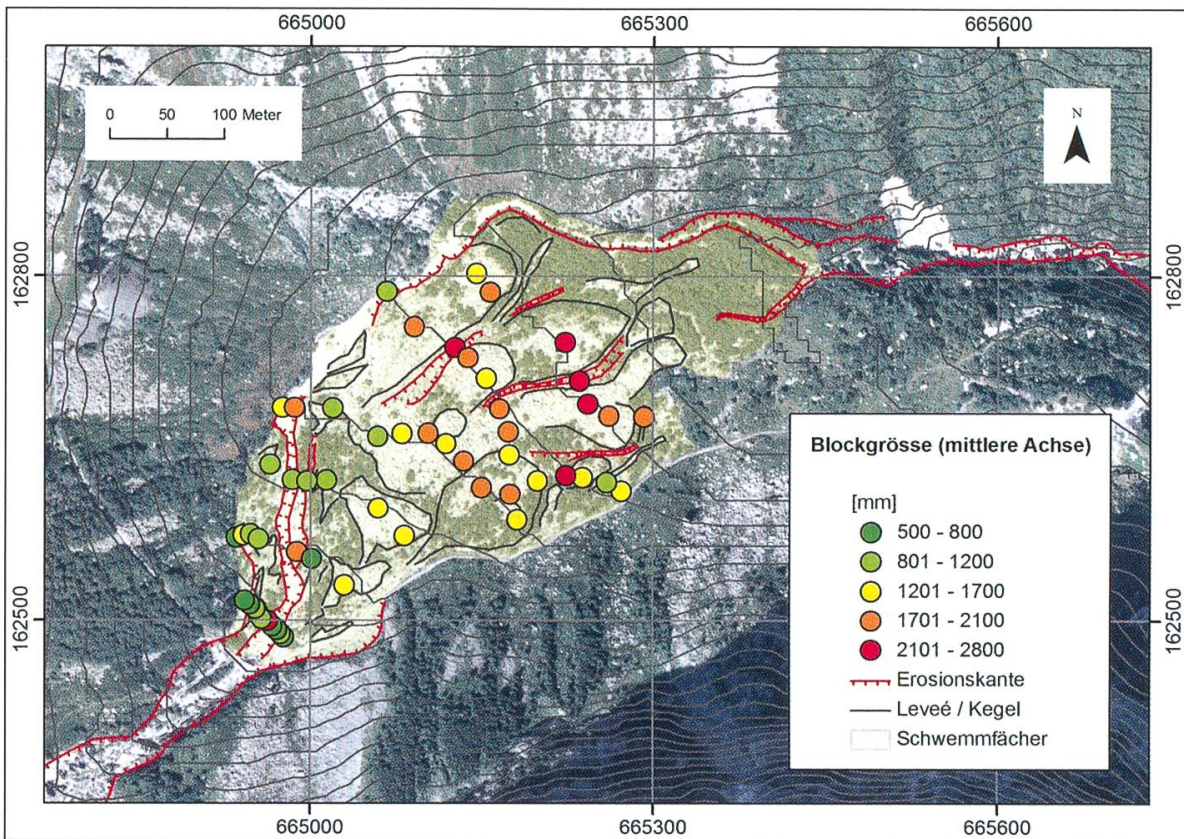 665000 665300 665600
0 50 100 Meter
N
162800 162800
Blockgrösse (mittlere Achse)
[mm]
500 - 800
801 - 1200
1201 - 1700
1701 - 2100
2101 - 2800
Erosionskante
Leveé / Kegel
Schwemmfächer
162500 162500
665000 665300 665600